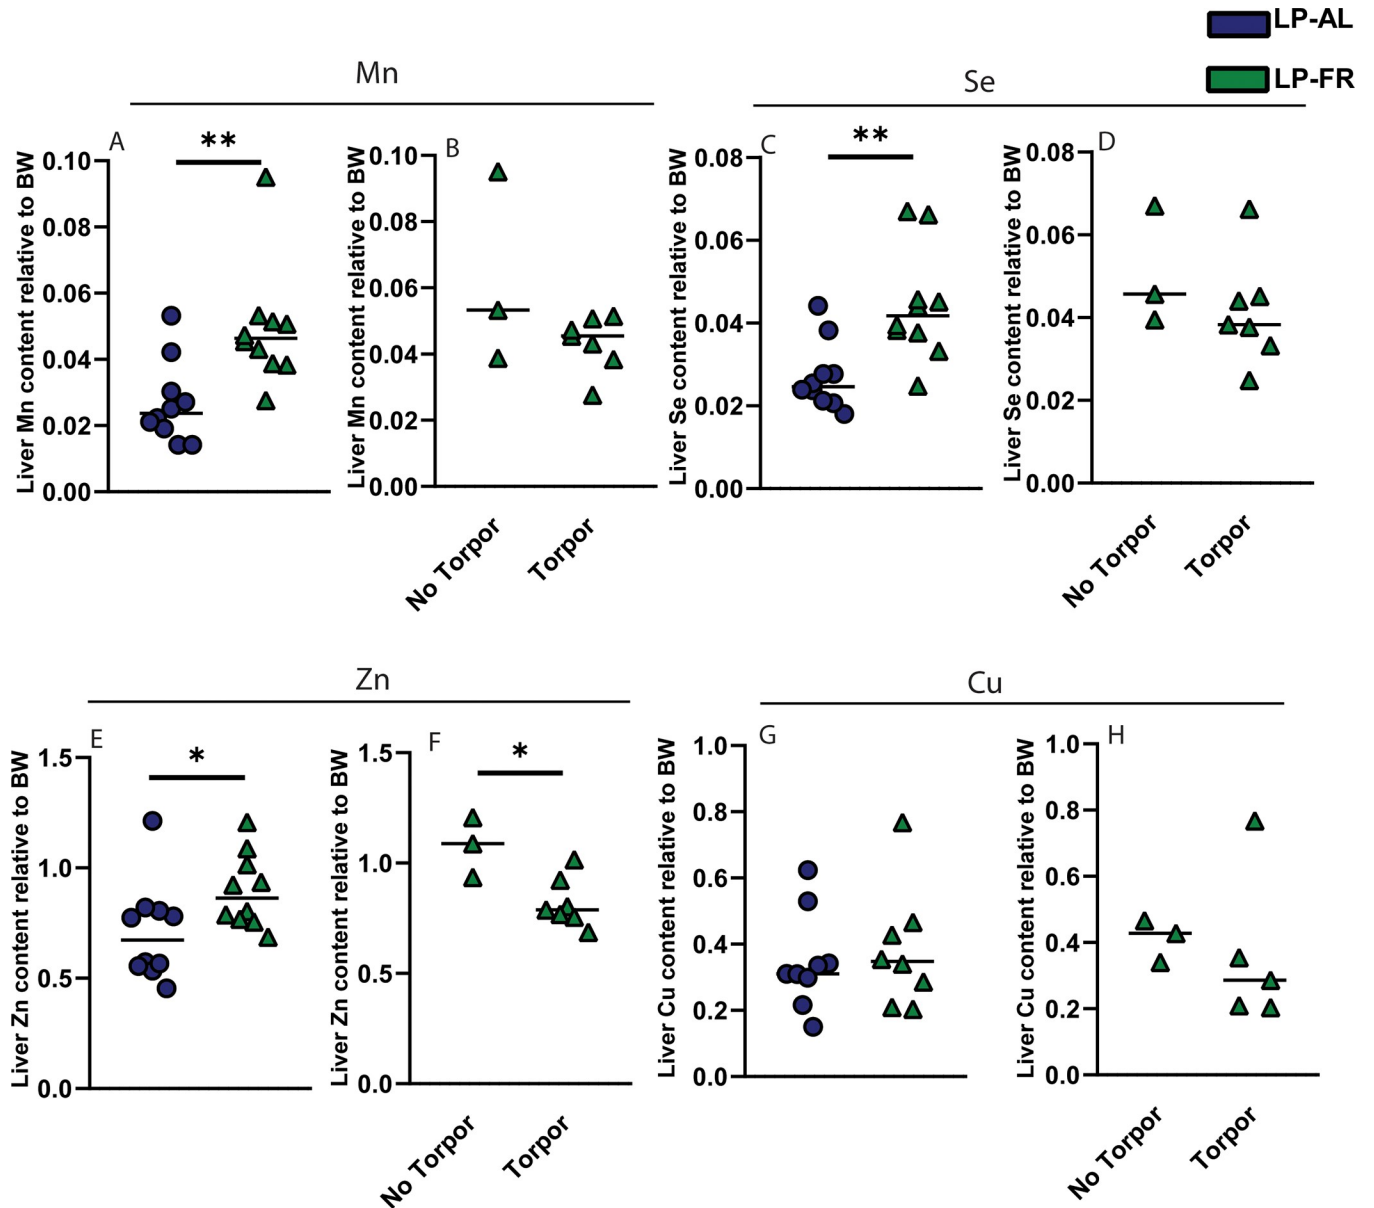 LP-AL
LP-FR
Mn
Se
A
**
Liver Mn content relative to BW
0.10
0.08
0.06
0.04
0.02
0.00
B
Liver Mn content relative to BW
0.10
0.08
0.06
0.04
0.02
0.00
No Torpor
Torpor
C
**
Liver Se content relative to BW
0.08
0.06
0.04
0.02
0.00
D
Liver Se content relative to BW
0.08
0.06
0.04
0.02
0.00
No Torpor
Torpor
Zn
Cu
E
*
Liver Zn content relative to BW
1.5
1.0
0.5
0.0
F
*
Liver Zn content relative to BW
1.5
1.0
0.5
0.0
No Torpor
Torpor
G
Liver Cu content relative to BW
1.0
0.8
0.6
0.4
0.2
0.0
H
Liver Cu content relative to BW
1.0
0.8
0.6
0.4
0.2
0.0
No Torpor
Torpor